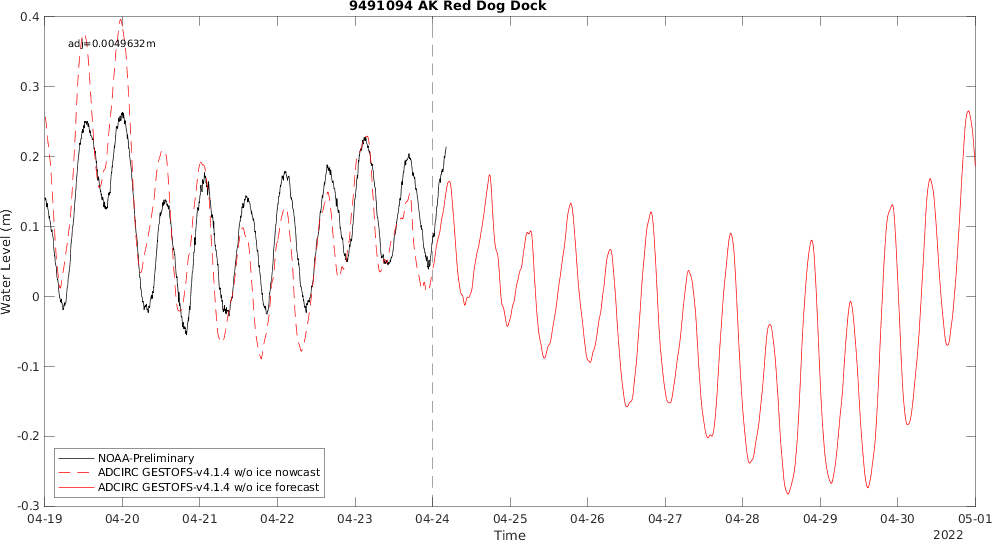 9491094 AK Red Dog Dock
adj=0.0049632m
0.4
0.3
0.2
0.1
0
-0.1
-0.2
-0.3
Water Level (m)
NOAA-Preliminary
ADCIRC GESTOFS-v4.1.4 w/o ice nowcast
ADCIRC GESTOFS-v4.1.4 w/o ice forecast
04-19 04-20 04-21 04-22 04-23 04-24 04-25 04-26 04-27 04-28 04-29 04-30 05-01
Time
2022